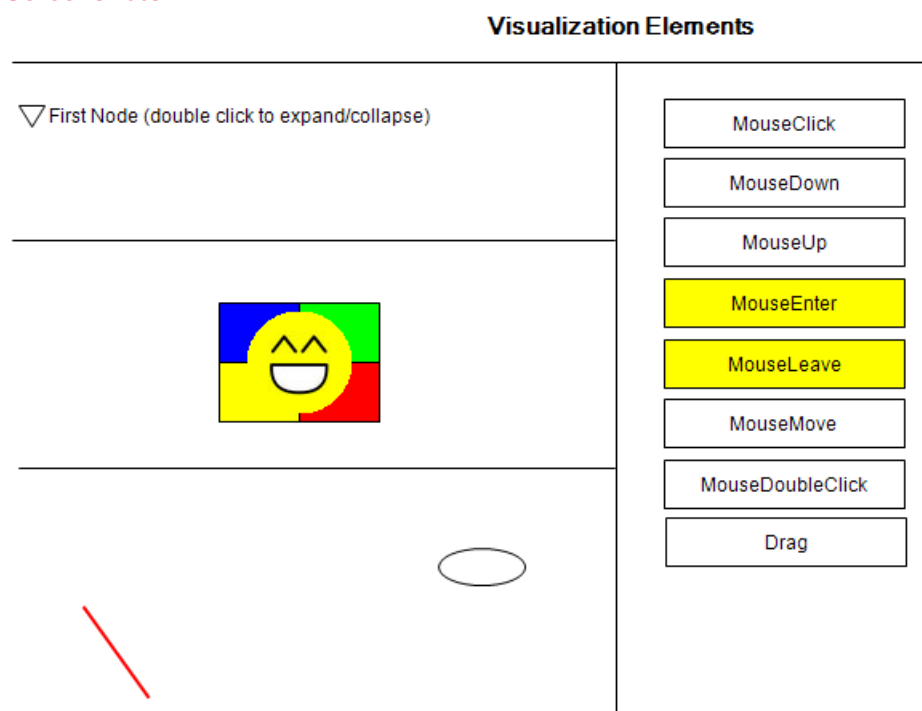 Visualization Elements
First Node (double click to expand/collapse)
MouseClick
MouseDown
MouseUp
MouseEnter
MouseLeave
MouseMove
MouseDoubleClick
Drag